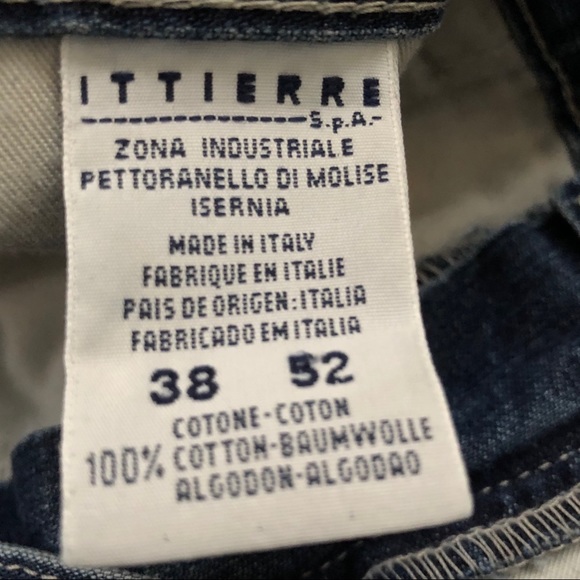 ITTIERRE
S.p.A.-
ZONA INDUSTRIALE
PETTORANELLO DI MOLISE
ISERNIA
MADE IN ITALY
FABRIQUE EN ITALIE
PAIS DE ORIGEN: ITALIA
FABRICADO EM ITALIA
38 52
COTONE-COTON
100% COTTON-BAUMWOLLE
ALGODON-ALGODAO